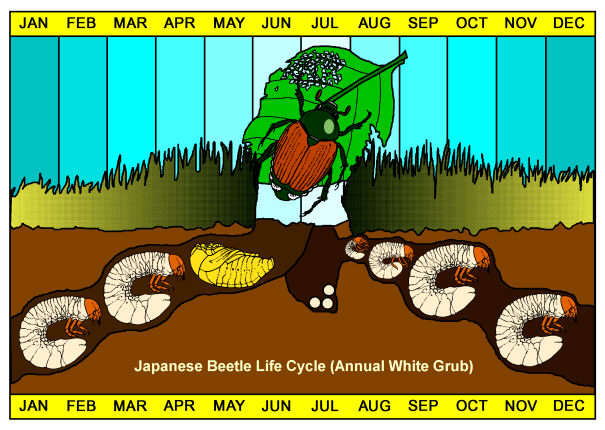 JAN FEB MAR APR MAY JUN JUL AUG SEP OCT NOV DEC
Japanese Beetle Life Cycle (Annual White Grub)
JAN FEB MAR APR MAY JUN JUL AUG SEP OCT NOV DEC